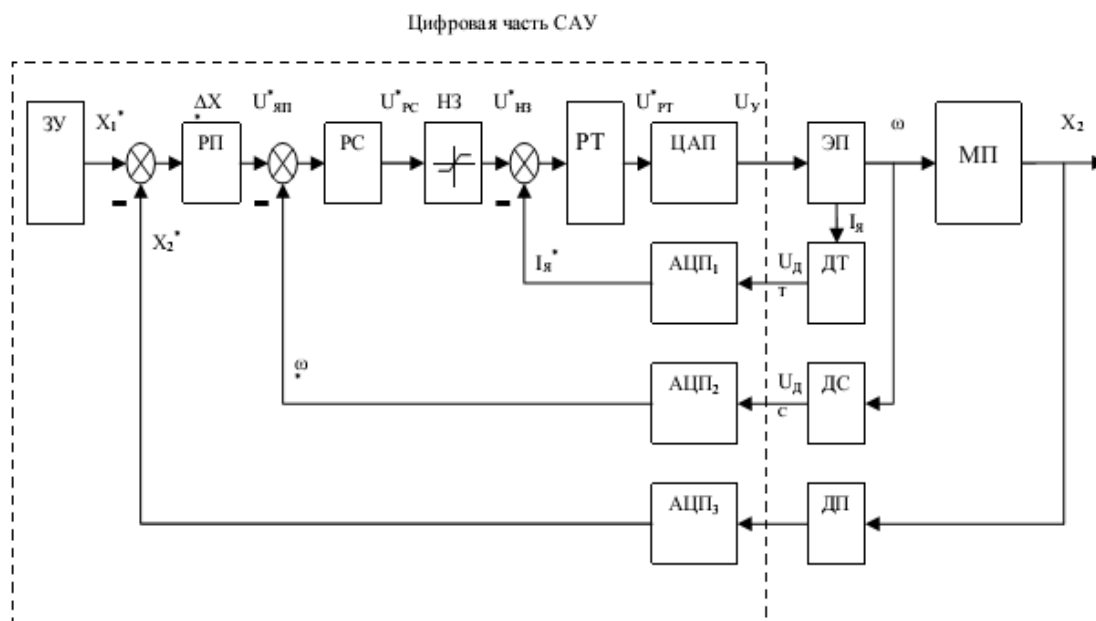 Цифровая часть САУ
ΔX
*
U*ЯП
U*РС
НЗ
U*НЗ
U*РТ
UУ
ω
X2
ЗУ
X1*
РП
РС
РТ
ЦАП
ЭП
МП
X2*
IЯ*
АЦП1
UД
Т
ДТ
IЯ
ω
*
АЦП2
UД
С
ДС
АЦП3
ДП